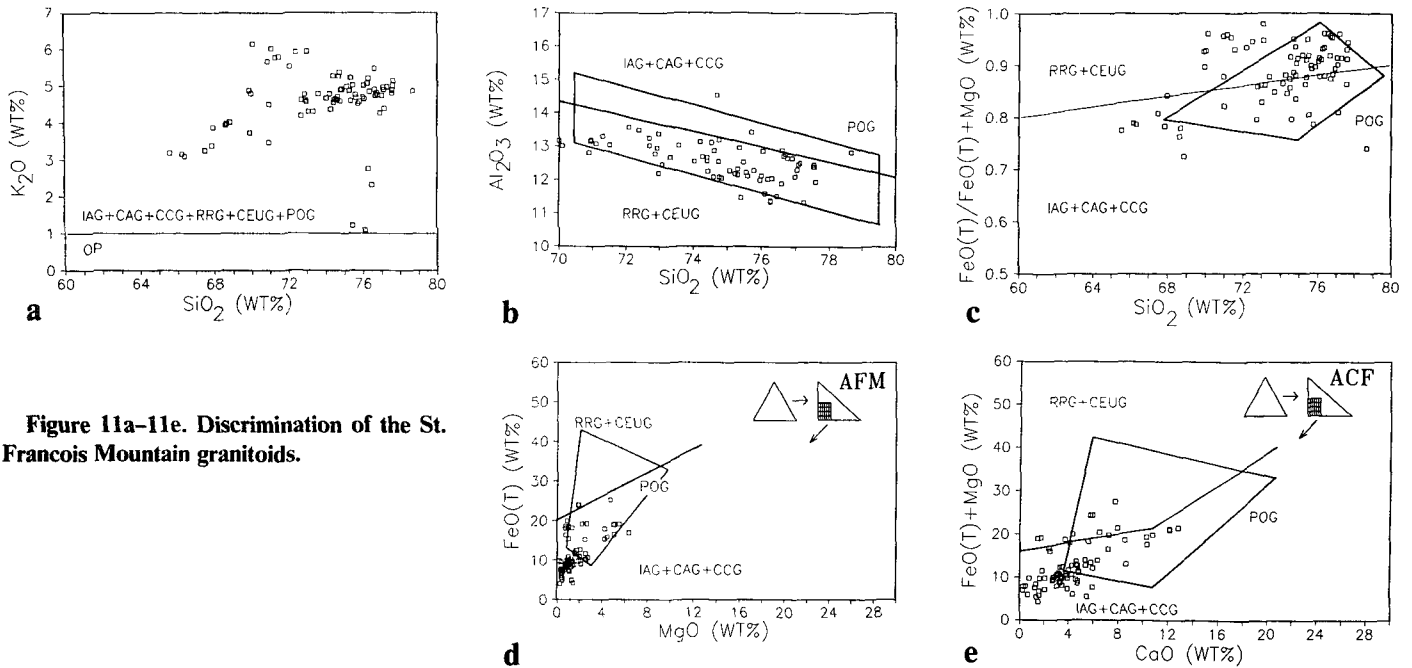 7
6
5
4
3
2
1
0
K2O (WT%)
IAG+CAG+CCG+RRG+CEUG+POG
OP
60 64 68 72 76 80
SiO2 (WT%)
a
17
16
15
14
13
12
11
10
Al2O3 (WT%)
IAG+CAG+CCG
POG
RRG+CEUG
70 72 74 76 78 80
SiO2 (WT%)
b
1.0
0.9
0.8
0.7
0.6
0.5
FeO(T)/FeO(T)+MgO (WT%)
RRG+CEUG
POG
IAG+CAG+CCG
60 64 68 72 76 80
SiO2 (WT%)
c
Figure 11a–11e. Discrimination of the St.
Francois Mountain granitoids.
60
50
40
30
20
10
0
FeO(T) (WT%)
AFM
RRG+CEUG
POG
IAG+CAG+CCG
0 4 8 12 16 20 24 28
MgO (WT%)
d
60
50
40
30
20
10
0
FeO(T)+MgO (WT%)
ACF
RRG+CEUG
POG
IAG+CAG+CCG
0 4 8 12 16 20 24 28 30
CaO (WT%)
e